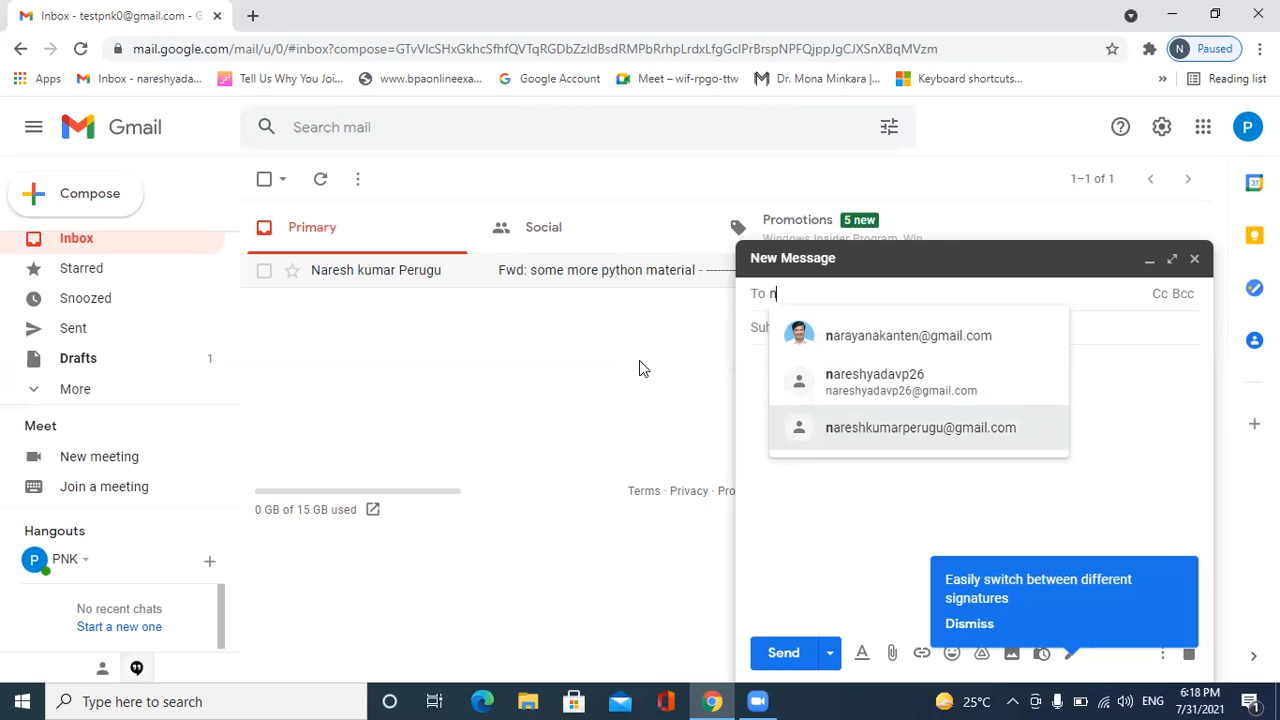 Inbox - testpnk0@gmail.com - G
mail.google.com/mail/u/0/#inbox?compose=GTvVlcSHxGkhcSfhfQVTqRGDbZzldBsdRMPbRrhpLrdxLfgGclPrBrspNPFQjppJgCJXSnXBqMVzm
N Paused
Apps
Inbox - nareshyada...
Tell Us Why You Joi...
www.bpaonlineexa...
Google Account
Meet – wif-rpgo-ttw
Dr. Mona Minkara |...
Keyboard shortcuts...
»
Reading list
Gmail
Search mail
P
Compose
1–1 of 1
31
Inbox
Starred
Snoozed
Sent
Drafts 1
More
Primary
Social
Promotions 5 new
Windows Insider Program, Win
Naresh kumar Perugu
Fwd: some more python material - --------
New Message
To n
Cc Bcc
narayanakanten@gmail.com
nareshyadavp26
nareshyadavp26@gmail.com
nareshkumarperugu@gmail.com
Meet
New meeting
Join a meeting
Hangouts
P PNK
No recent chats
Start a new one
Terms · Privacy · Pro
0 GB of 15 GB used
Easily switch between different
signatures
Dismiss
Send
Type here to search
25°C
ENG
6:18 PM
7/31/2021
1